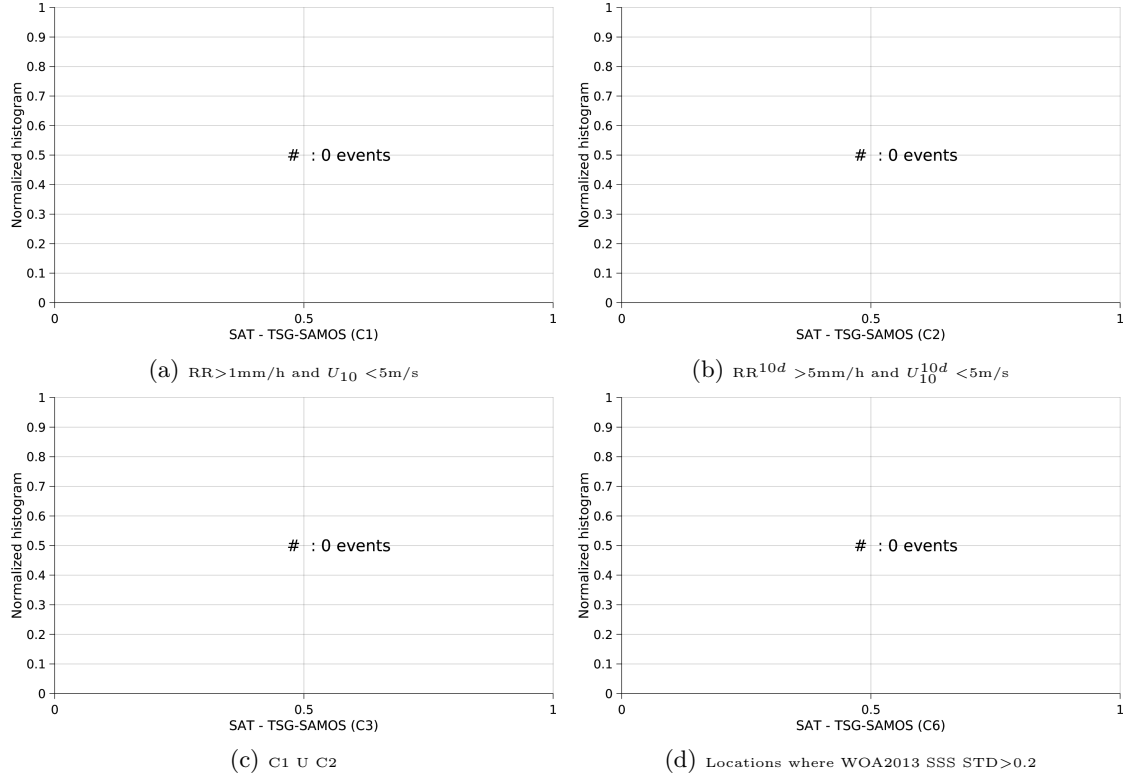 1
0.9
0.8
0.7
0.6
0.5
0.4
0.3
0.2
0.1
0
Normalized histogram
# : 0 events
0 0.5 1
SAT - TSG-SAMOS (C1)
(a) RR>1mm/h and U10 <5m/s
1
0.9
0.8
0.7
0.6
0.5
0.4
0.3
0.2
0.1
0
Normalized histogram
# : 0 events
0 0.5 1
SAT - TSG-SAMOS (C2)
(b) RR10d >5mm/h and U10d10 <5m/s
1
0.9
0.8
0.7
0.6
0.5
0.4
0.3
0.2
0.1
0
Normalized histogram
# : 0 events
0 0.5 1
SAT - TSG-SAMOS (C3)
(c) C1 U C2
1
0.9
0.8
0.7
0.6
0.5
0.4
0.3
0.2
0.1
0
Normalized histogram
# : 0 events
0 0.5 1
SAT - TSG-SAMOS (C6)
(d) Locations where WOA2013 SSS STD>0.2